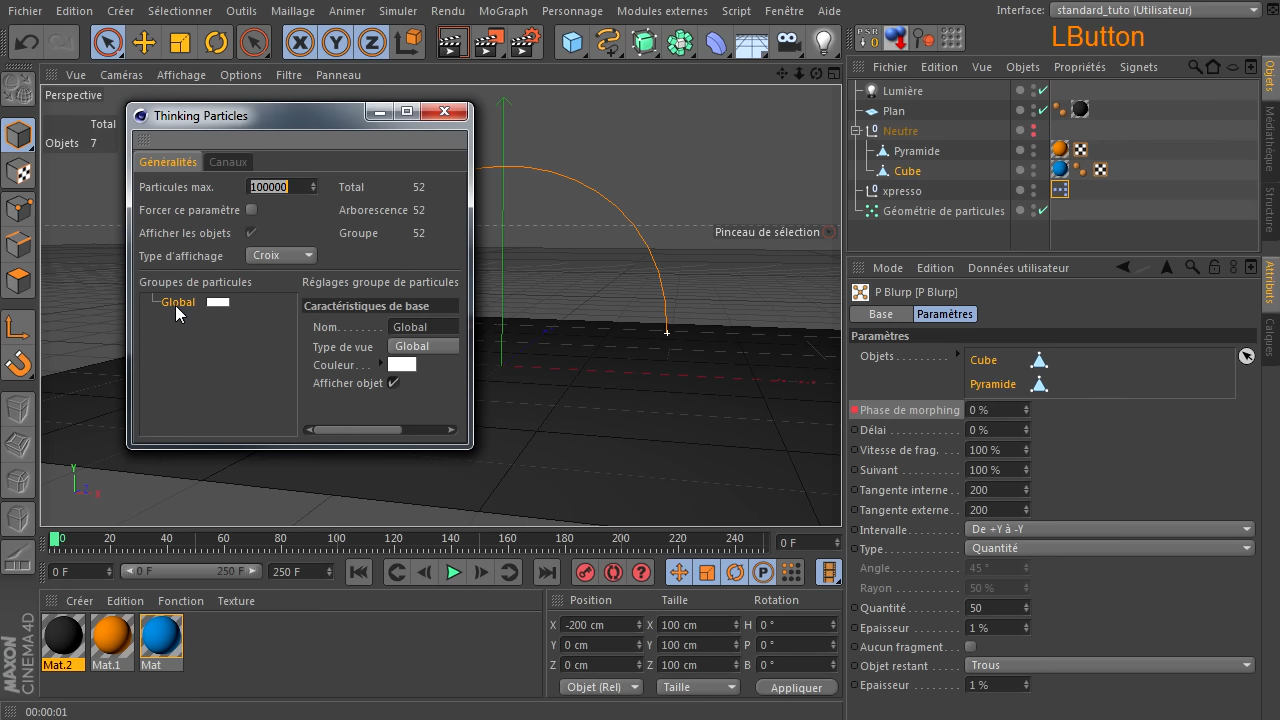 Fichier Edition Créer Sélectionner Particules Outils Maillage Animer Simuler Rendu MoGraph Personnage Modules externes Script Fenêtre Aide
Interface: standard_tuto (Utilisateur)
X Y Z
PSR
0
LButton
Vue Caméras Affichage Options Filtre Panneau
Perspective
Total
Objets 7
Pinceau de sélection
Thinking Particles
Généralités Canaux
Particules max. 100000 Total 52
Forcer ce paramètre Arborescence 52
Afficher les objets Groupe 52
Type d'affichage Croix
Groupes de particules
Global
Réglages groupe de particules
Caractéristiques de base
Nom. . . . . . . . Global
Type de vue Global
Couleur. . .
Afficher objet
Y
Z X
0 20 40 60 80 100 120 140 160 180 200 220 240
0 F
0 F 0 F 250 F 250 F
P
Créer Edition Fonction Texture
Mat.2 Mat.1 Mat
Position Taille Rotation
X -200 cm X 100 cm H 0 °
Y 0 cm Y 100 cm P 0 °
Z 0 cm Z 100 cm B 0 °
Objet (Rel) Taille Appliquer
MAXON
CINEMA 4D
00:00:01
Fichier Edition Vue Objets Propriétés Signets
Lumière
Plan
Neutre
Pyramide
Cube
xpresso
Géométrie de particules
Objets
Médiathèque
Structure
Mode Edition Données utilisateur
P Blurp [P Blurp]
Base Paramètres
Paramètres
Objets . . . . . . . . Cube
Pyramide
Phase de morphing 0 %
Délai . . . . . . . . . . 0 %
Vitesse de frag. . . . 100 %
Suivant . . . . . . . . 100 %
Tangente interne . . 200
Tangente externe . . 200
Intervalle. . . . . . . . De +Y à -Y
Type. . . . . . . . . . . Quantité
Angle. . . . . . . . . . 45 °
Rayon . . . . . . . . . 50 %
Quantité. . . . . . . . 50
Epaisseur . . . . . . . 1 %
Aucun fragment. . .
Objet restant . . . . . Trous
Epaisseur . . . . . . . 1 %
Attributs
Calques